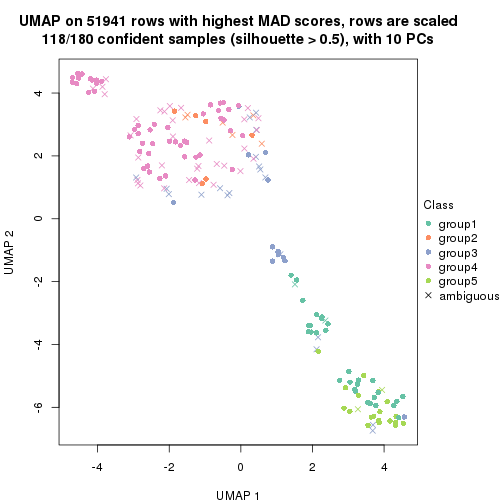 UMAP on 51941 rows with highest MAD scores, rows are scaled
118/180 confident samples (silhouette > 0.5), with 10 PCs
4
2
0
-2
-4
-6
UMAP 2
-4
-2
0
2
4
UMAP 1
Class
group1
group2
group3
group4
group5
ambiguous